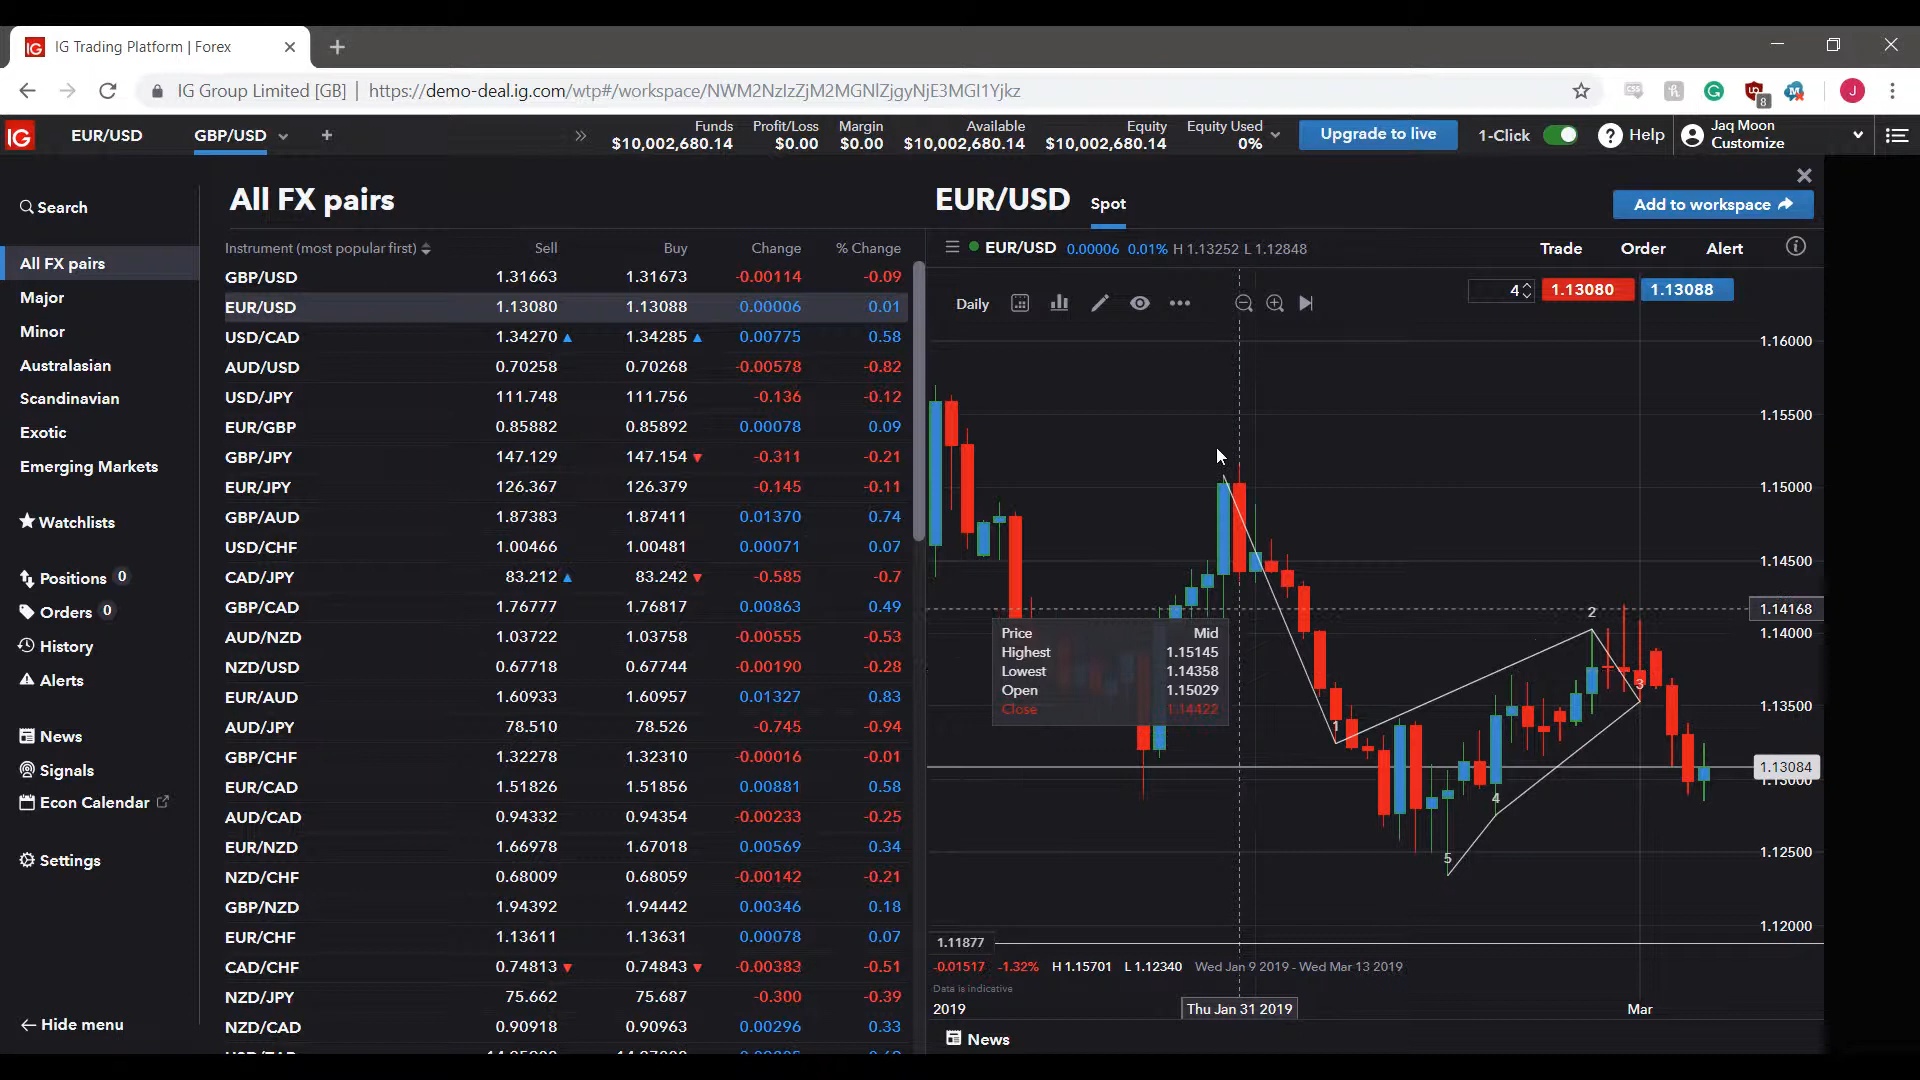 IG Trading Platform | Forex
IG Group Limited [GB] | https://demo-deal.ig.com/wtp#/workspace/NWM2NzIzZjM2MGNlZjgyNjE3MGI1Yjkz
8
J
IG
EUR/USD
GBP/USD
Funds
$10,002,680.14
Profit/Loss
$0.00
Margin
$0.00
Available
$10,002,680.14
Equity
$10,002,680.14
Equity Used
0%
Upgrade to live
1-Click
Help
Jaq Moon
Customize
Search
All FX pairs
Major
Minor
Australasian
Scandinavian
Exotic
Emerging Markets
Watchlists
Positions 0
Orders 0
History
Alerts
News
Signals
Econ Calendar
Settings
Hide menu
All FX pairs
Instrument (most popular first) Sell Buy Change % Change
GBP/USD 1.31663 1.31673 -0.00114 -0.09
EUR/USD 1.13080 1.13088 0.00006 0.01
USD/CAD 1.34270 1.34285 0.00775 0.58
AUD/USD 0.70258 0.70268 -0.00578 -0.82
USD/JPY 111.748 111.756 -0.136 -0.12
EUR/GBP 0.85882 0.85892 0.00078 0.09
GBP/JPY 147.129 147.154 -0.311 -0.21
EUR/JPY 126.367 126.379 -0.145 -0.11
GBP/AUD 1.87383 1.87411 0.01370 0.74
USD/CHF 1.00466 1.00481 0.00071 0.07
CAD/JPY 83.212 83.242 -0.585 -0.7
GBP/CAD 1.76777 1.76817 0.00863 0.49
AUD/NZD 1.03722 1.03758 -0.00555 -0.53
NZD/USD 0.67718 0.67744 -0.00190 -0.28
EUR/AUD 1.60933 1.60957 0.01327 0.83
AUD/JPY 78.510 78.526 -0.745 -0.94
GBP/CHF 1.32278 1.32310 -0.00016 -0.01
EUR/CAD 1.51826 1.51856 0.00881 0.58
AUD/CAD 0.94332 0.94354 -0.00233 -0.25
EUR/NZD 1.66978 1.67018 0.00569 0.34
NZD/CHF 0.68009 0.68059 -0.00142 -0.21
GBP/NZD 1.94392 1.94442 0.00346 0.18
EUR/CHF 1.13611 1.13631 0.00078 0.07
CAD/CHF 0.74813 0.74843 -0.00383 -0.51
NZD/JPY 75.662 75.687 -0.300 -0.39
NZD/CAD 0.90918 0.90963 0.00296 0.33
EUR/USD Spot
Add to workspace
EUR/USD 0.00006 0.01% H 1.13252 L 1.12848
Trade Order Alert
Daily
4 1.13080 1.13088
1.16000
1.15500
1.15000
1.14500
1.14168
1.14000
1.13500
1.13084
1.13000
1.12500
1.12000
1
2
3
4
5
Price Mid
Highest 1.15145
Lowest 1.14358
Open 1.15029
Close 1.14422
1.11877
-0.01517 -1.32% H 1.15701 L 1.12340 Wed Jan 9 2019 - Wed Mar 13 2019
Data is indicative
2019 Thu Jan 31 2019 Mar
News